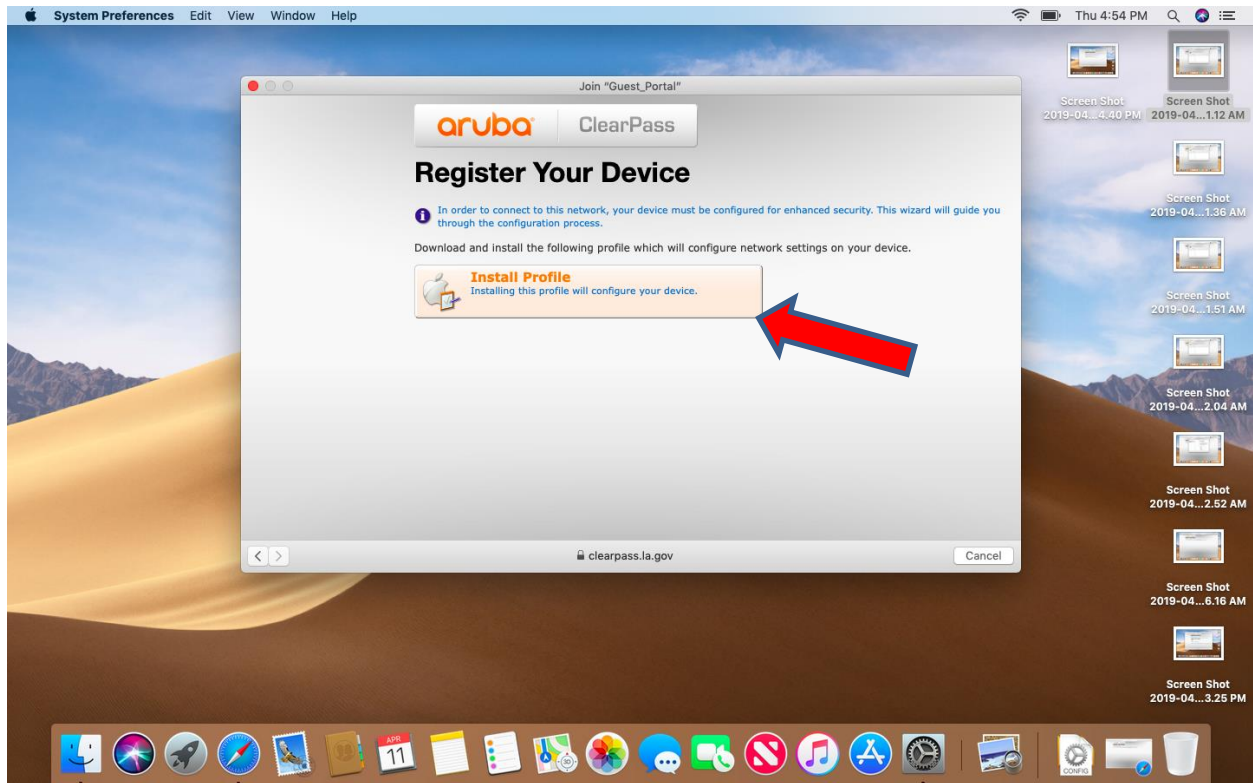 System Preferences Edit View Window Help
Thu 4:54 PM
Join "Guest_Portal"
aruba ClearPass
Register Your Device
In order to connect to this network, your device must be configured for enhanced security. This wizard will guide you
through the configuration process.
Download and install the following profile which will configure network settings on your device.
Install Profile
Installing this profile will configure your device.
clearpass.la.gov
Cancel
Screen Shot
2019-04...4.40 PM
Screen Shot
2019-04...1.12 AM
Screen Shot
2019-04...1.36 AM
Screen Shot
2019-04...1.51 AM
Screen Shot
2019-04...2.04 AM
Screen Shot
2019-04...2.52 AM
Screen Shot
2019-04...6.16 AM
Screen Shot
2019-04...3.25 PM
APR
11
CONFIG